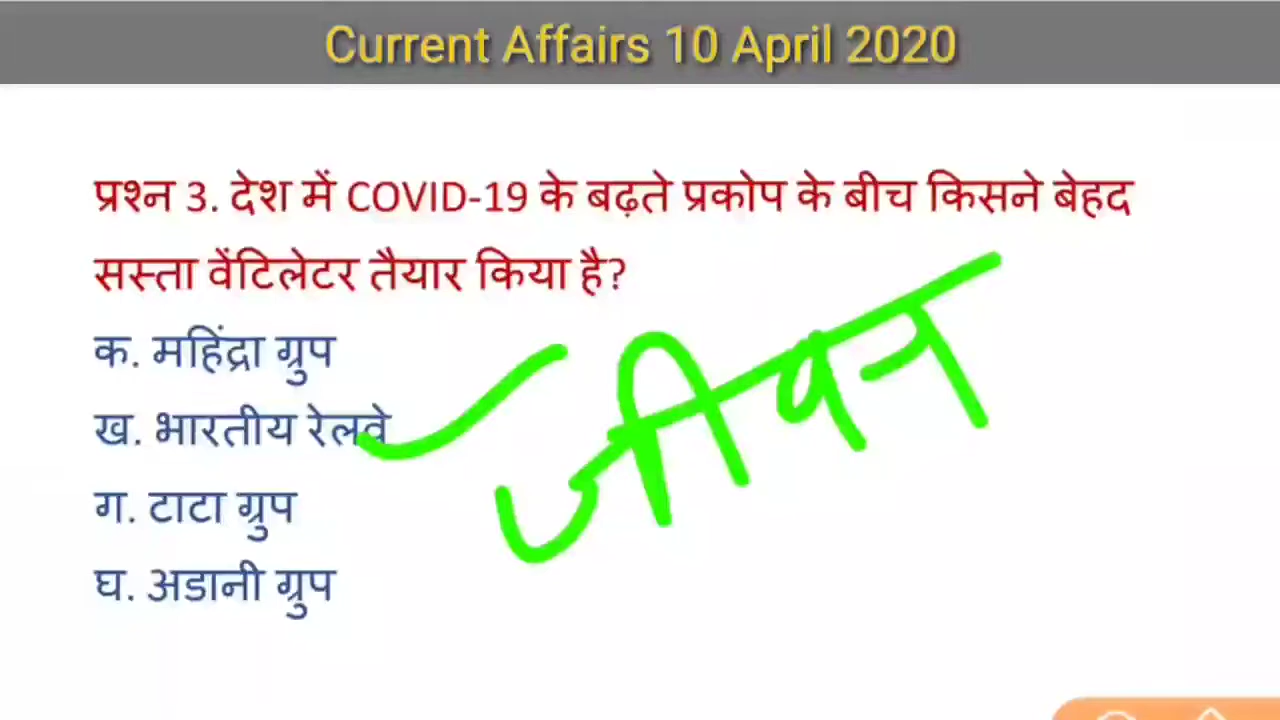 Current Affairs 10 April 2020
प्रश्न 3. देश में COVID-19 के बढ़ते प्रकोप के बीच किसने बेहद
सस्ता वेंटिलेटर तैयार किया है?
क. महिंद्रा ग्रुप
ख. भारतीय रेलवे
ग. टाटा ग्रुप
घ. अडानी ग्रुप
जीवन